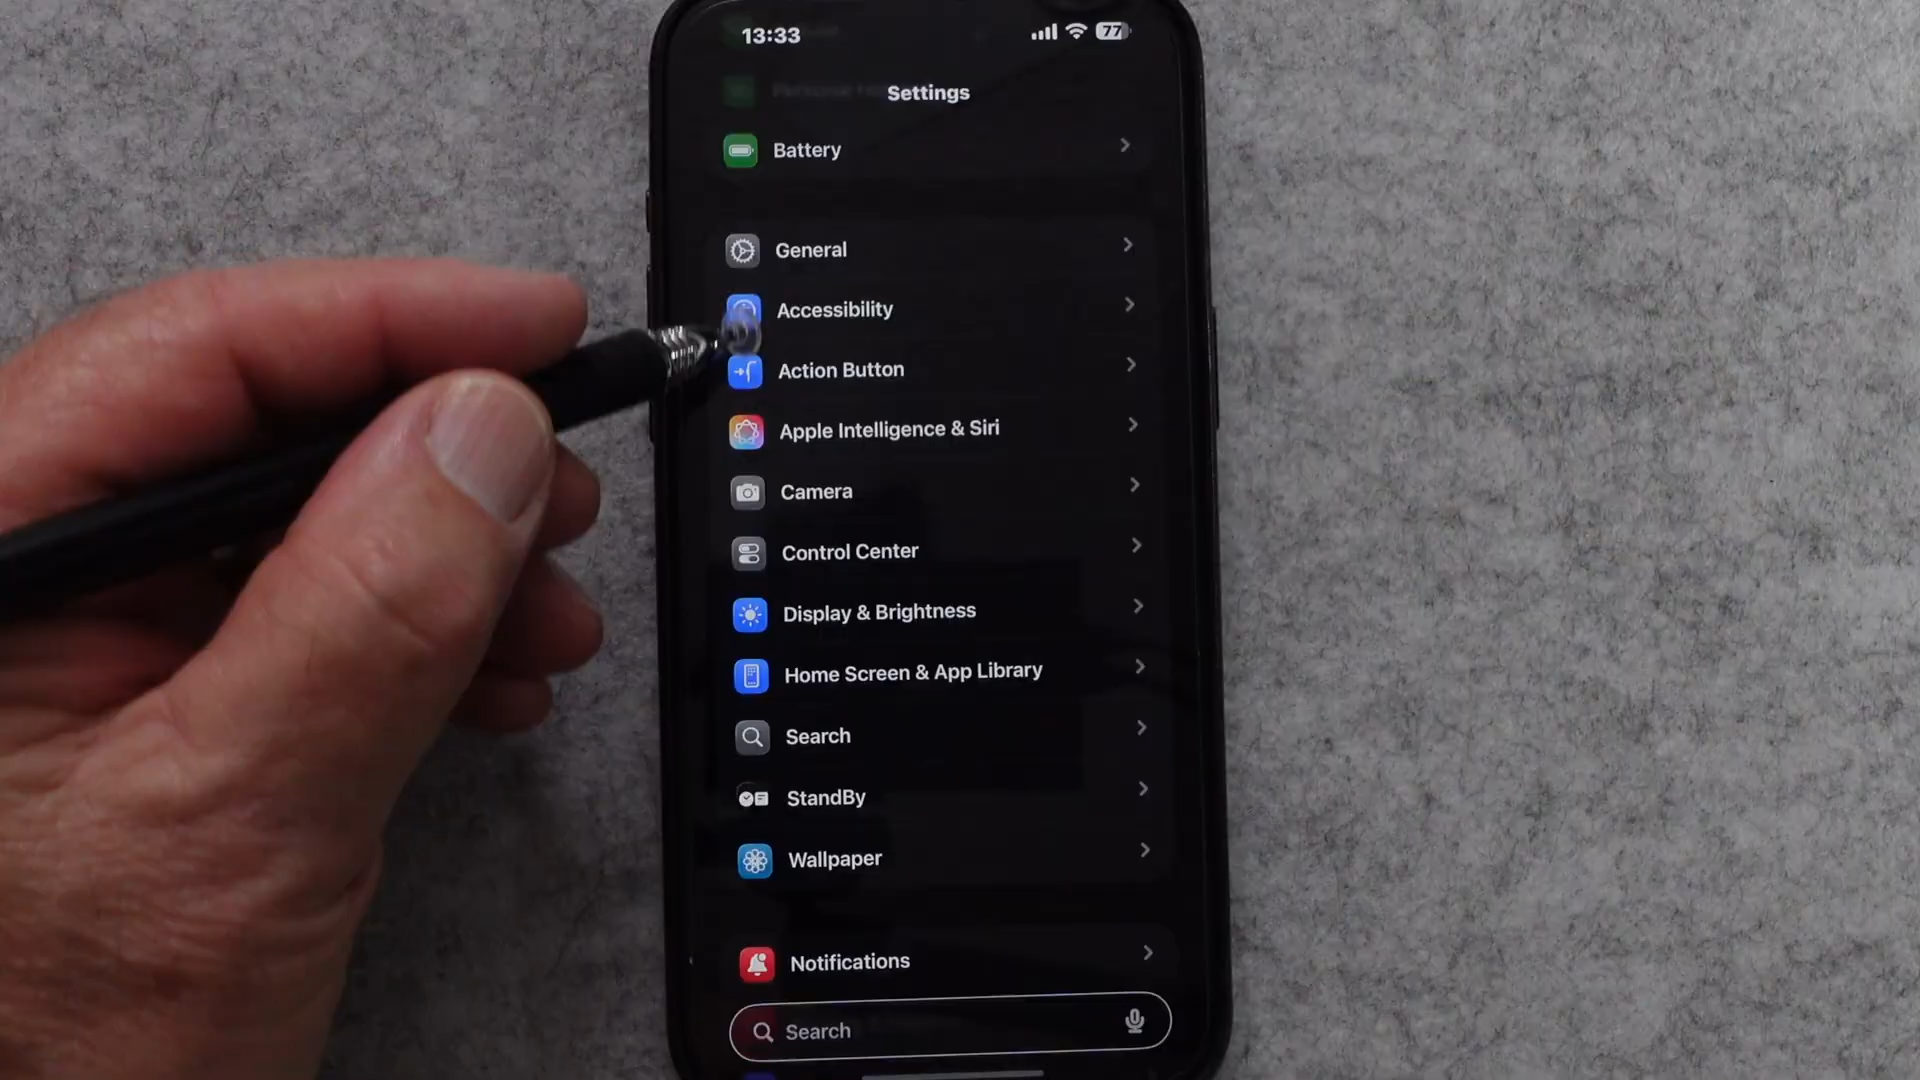 13:33
77
Settings
Battery
General
Accessibility
Action Button
Apple Intelligence & Siri
Camera
Control Center
Display & Brightness
Home Screen & App Library
Search
StandBy
Wallpaper
Notifications
Search